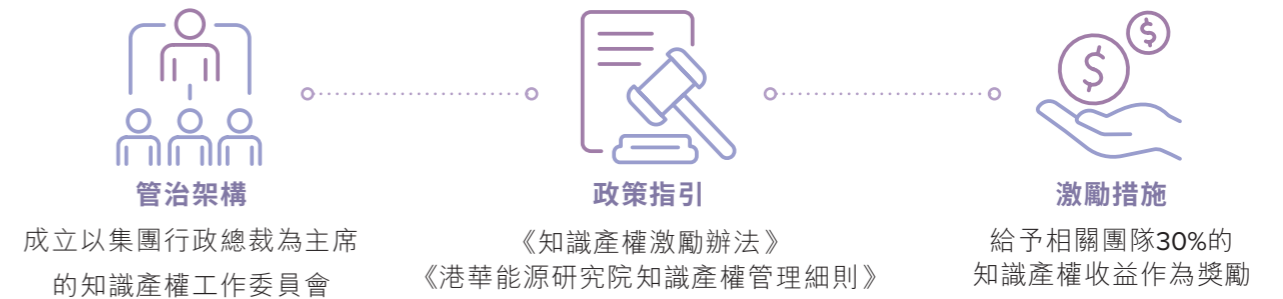 管治架構
成立以集團行政總裁為主席
的知識產權工作委員會
政策指引
《知識產權激勵辦法》
《港華能源研究院知識產權管理細則》
激勵措施
給予相關團隊30%的
知識產權收益作為獎勵